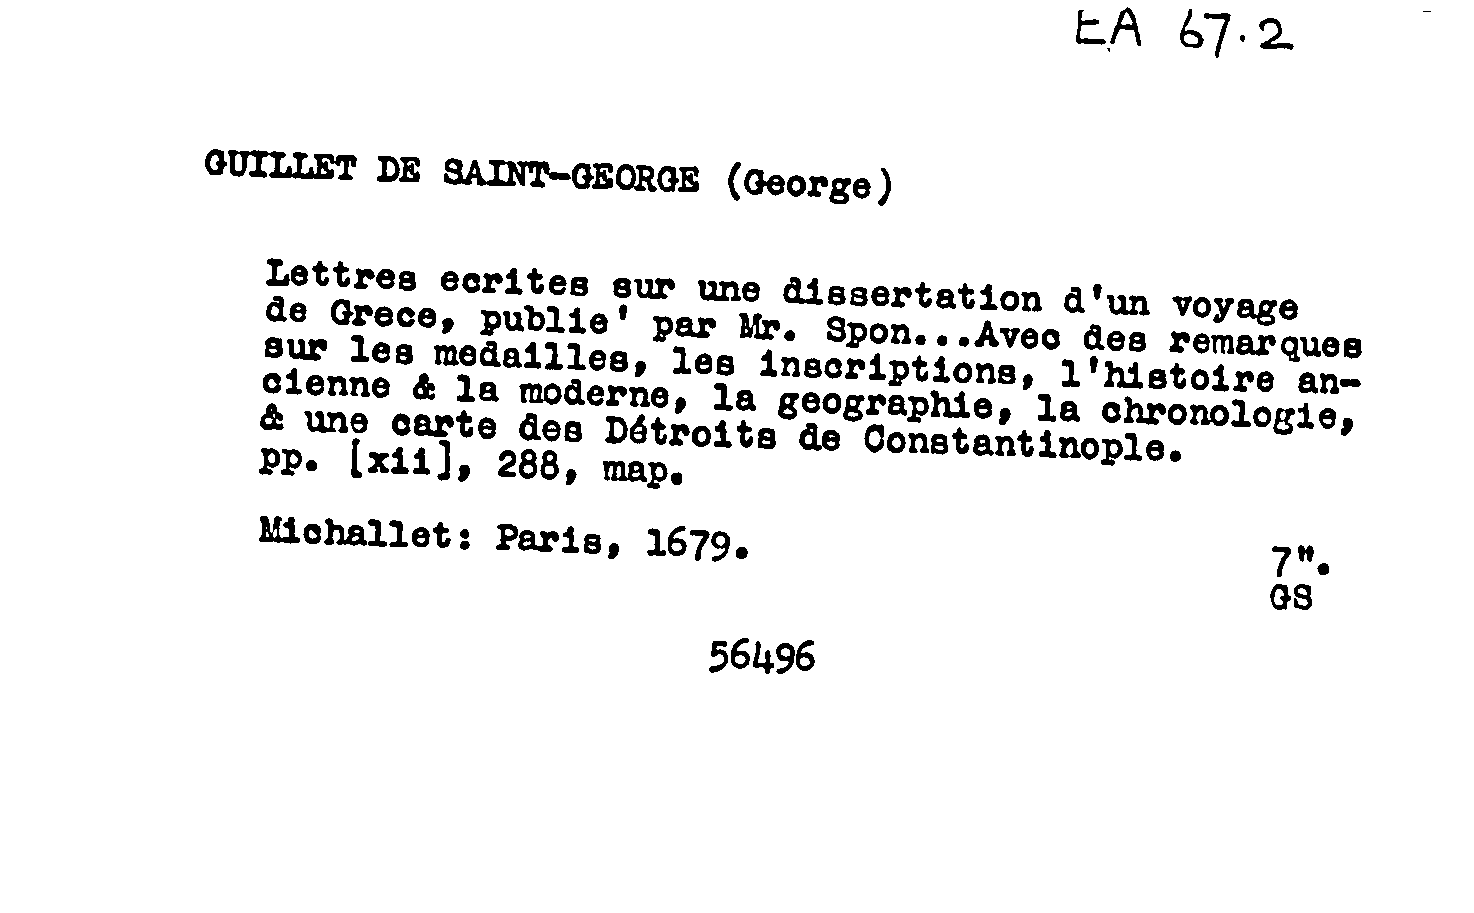 EA 67.2
GUILLET DE SAINT-GEORGE (George)
Lettres ecrites sur une dissertation d'un voyage
de Grece, publie' par Mr. Spon...Avec des remarques
sur les medailles, les inscriptions, l'histoire an-
cienne & la moderne, la geographie, la chronologie,
& une carte des Détroits de Constantinople.
pp. [xii], 288, map.
Michallet: Paris, 1679.
7".
GS
56496